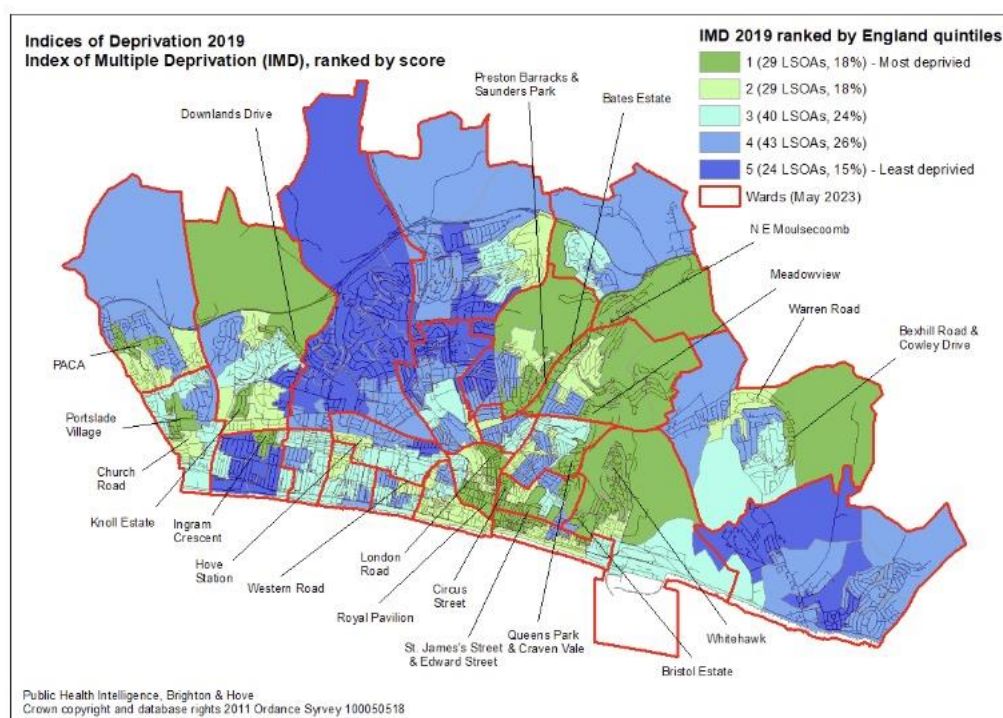 Indices of Deprivation 2019
Index of Multiple Deprivation (IMD), ranked by score
IMD 2019 ranked by England quintiles
1 (29 LSOAs, 18%) - Most deprived
2 (29 LSOAs, 18%)
3 (40 LSOAs, 24%)
4 (43 LSOAs, 26%)
5 (24 LSOAs, 15%) - Least deprivied
Wards (May 2023)
Preston Barracks &
Saunders Park
Bates Estate
Downlands Drive
N E Moulsecoomb
Meadowview
Warren Road
Bexhill Road &
Cowley Drive
PACA
Portslade
Village
Church
Road
Knoll Estate
Ingram
Crescent
Hove
Station
Western Road
London
Road
Royal Pavilion
Circus
Street
St. James's Street
& Edward Street
Queens Park
& Craven Vale
Bristol Estate
Whitehawk
Public Health Intelligence, Brighton & Hove
Crown copyright and database rights 2011 Ordance Syrvey 100050518